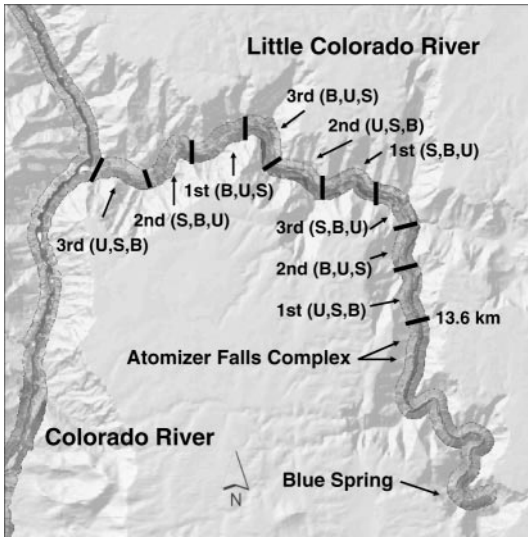 Little Colorado River
3rd (B,U,S)
2nd (U,S,B)
1st (S,B,U)
1st (B,U,S)
2nd (S,B,U)
3rd (U,S,B)
3rd (S,B,U)
2nd (B,U,S)
1st (U,S,B)
13.6 km
Atomizer Falls Complex
Colorado River
Blue Spring
N